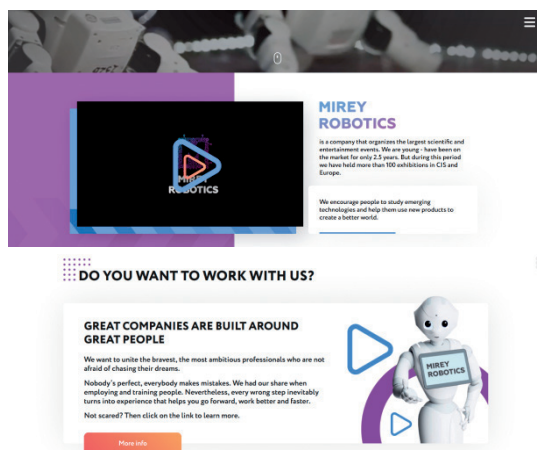 MIREY
ROBOTICS
is a company that organizes the largest scientific and
entertainment events. We are young - have been on
the market for only 2.5 years. But during this period
we have held more than 100 exhibitions in CIS and
Europe.
MIREY
ROBOTICS
We encourage people to study emerging
technologies and help them use new products to
create a better world.
DO YOU WANT TO WORK WITH US?
GREAT COMPANIES ARE BUILT AROUND
GREAT PEOPLE
We want to unite the bravest, the most ambitious professionals who are not
afraid of chasing their dreams.
Nobody's perfect, everybody makes mistakes. We had our share when
employing and training people. Nevertheless, every wrong step inevitably
turns into experience that helps you go forward, work better and faster.
Not scared? Then click on the link to learn more.
More info
MIREY
ROBOTICS